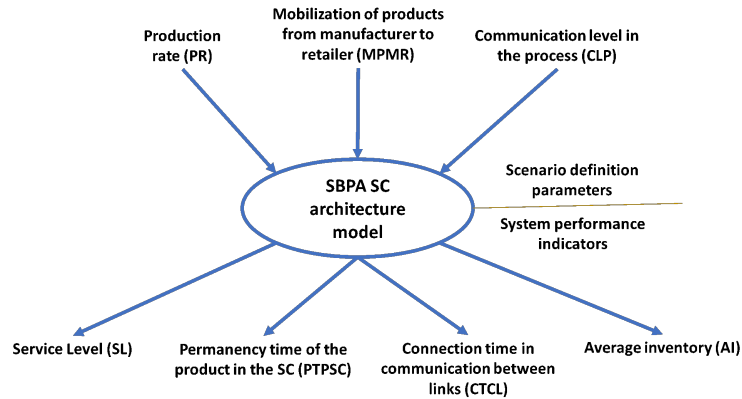 Production
rate (PR)
Mobilization of products
from manufacturer to
retailer (MPMR)
Communication level in
the process (CLP)
SBPA SC
architecture
model
Scenario definition
parameters
System performance
indicators
Service Level (SL)
Permanency time of the
product in the SC (PTPSC)
Connection time in
communication between
links (CTCL)
Average inventory (AI)